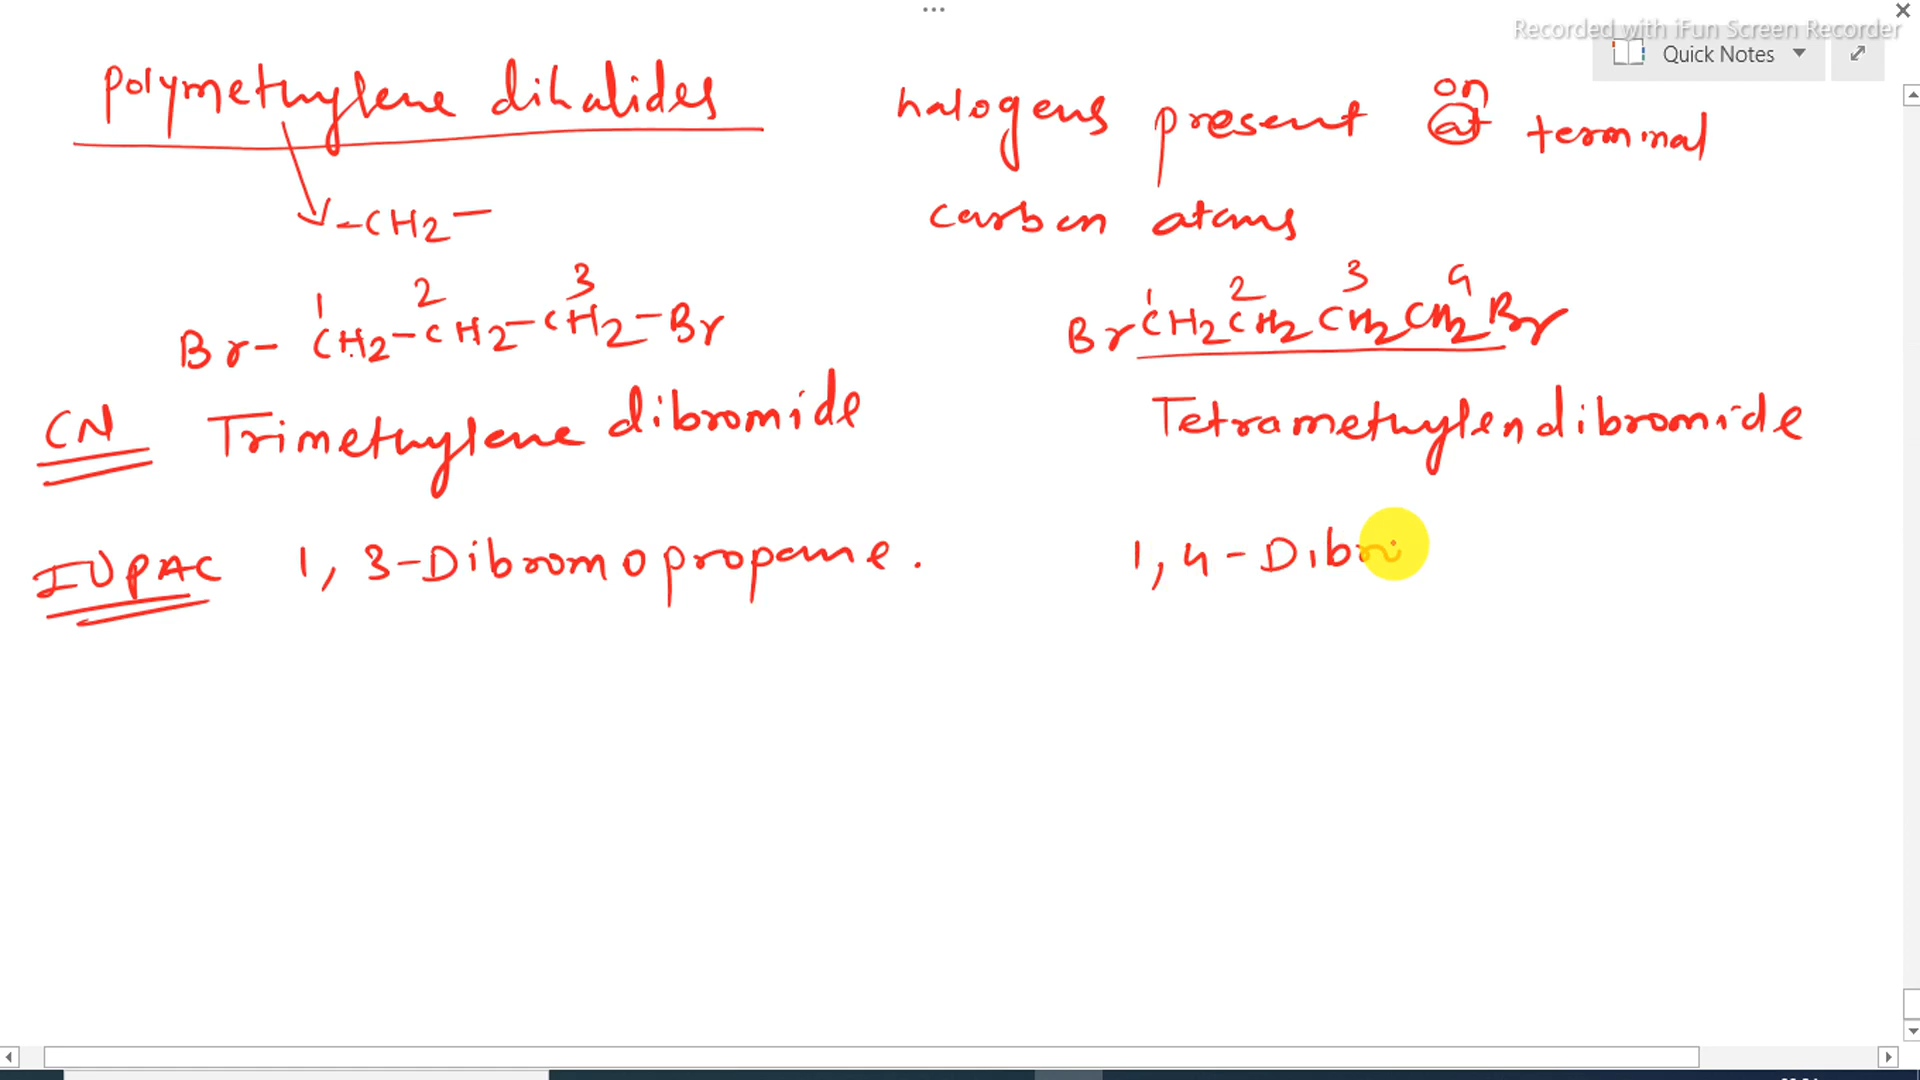 Recorded with iFun Screen Recorder
Quick Notes
polymethylene dihalides
-CH2-
halogens present on
at terminal
carbon atoms
1 2 3
Br-CH2-CH2-CH2-Br
1 2 3 4
BrCH2CH2CH2CH2Br
CN Trimethylene dibromide
Tetramethylendibromide
IUPAC 1,3-Dibromopropane.
1,4-Dibr